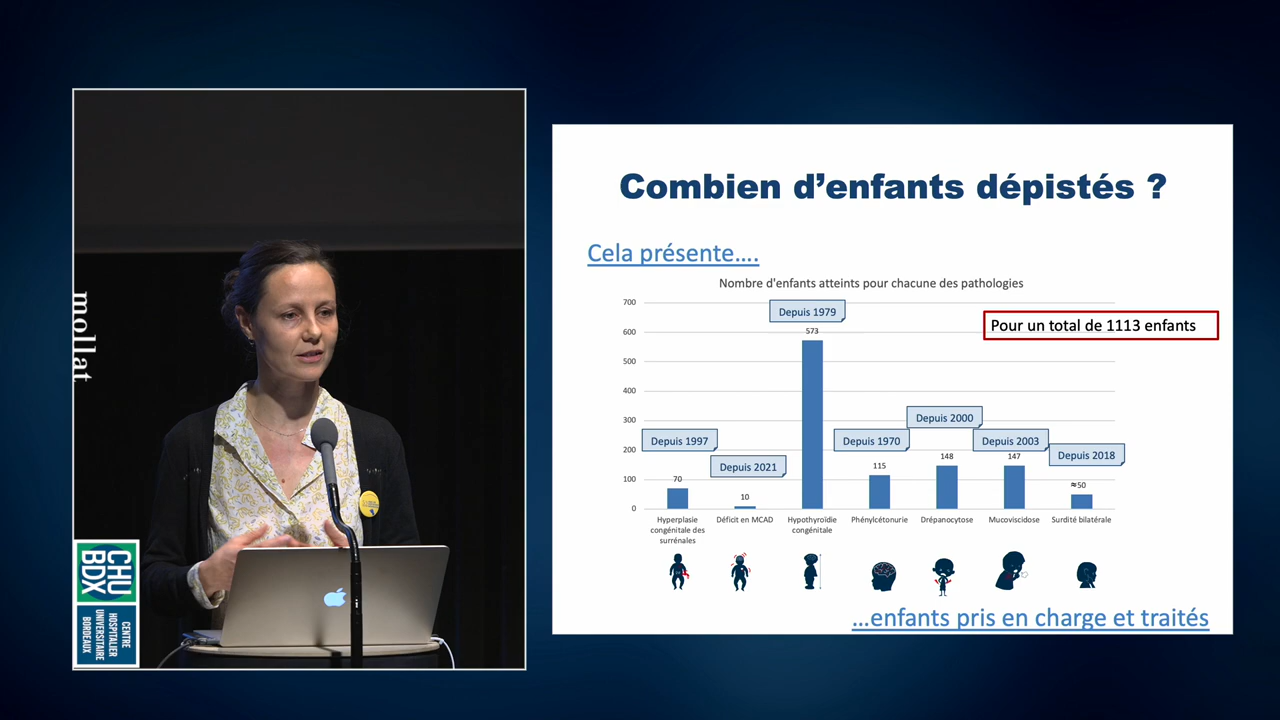 mollat
CHU
BDX
CENTRE
HOSPITALIER
UNIVERSITAIRE
BORDEAUX
Combien d’enfants dépistés ?
Cela présente….
Nombre d'enfants atteints pour chacune des pathologies
700
600
500
400
300
200
100
0
Depuis 1997
70
Depuis 2021
10
Depuis 1979
573
Depuis 1970
115
Depuis 2000
148
Depuis 2003
147
Depuis 2018
≈50
Pour un total de 1113 enfants
Hyperplasie
congénitale des
surrénales
Déficit en MCAD
Hypothyroïdie
congénitale
Phénylcétonurie
Drépanocytose
Mucoviscidose
Surdité bilatérale
…enfants pris en charge et traités